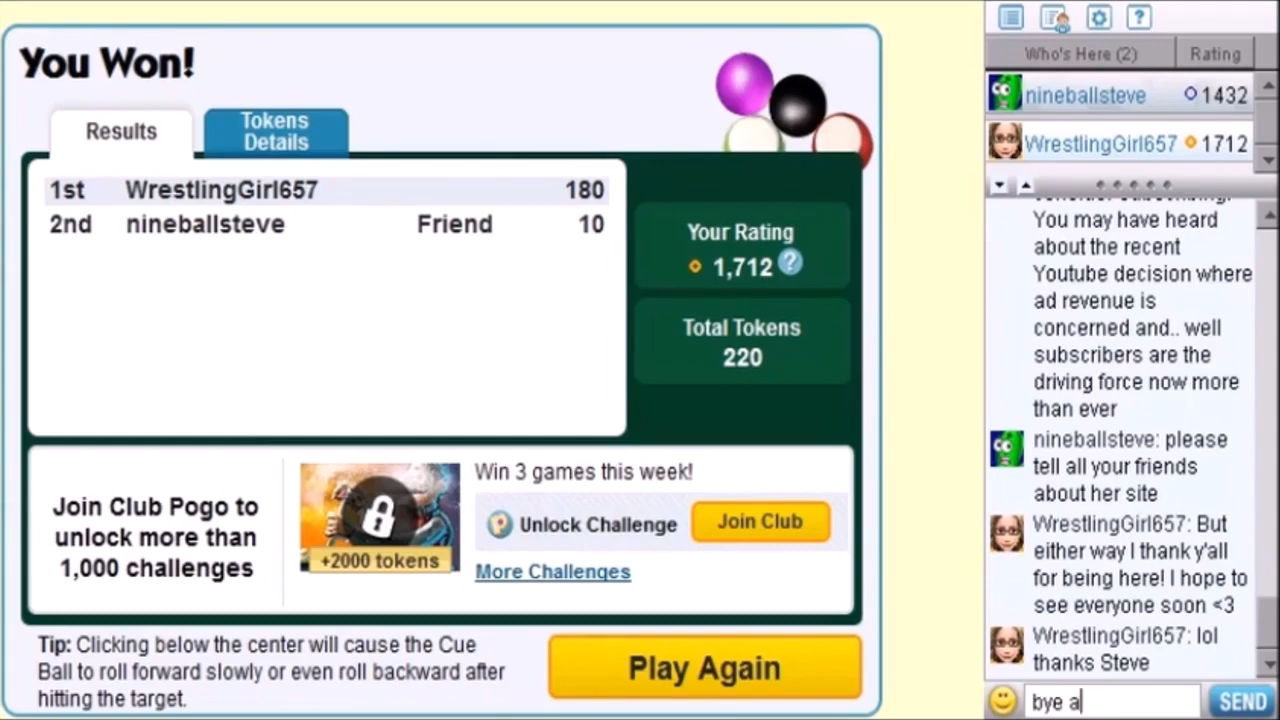 You Won!
Results
Tokens
Details
1st WrestlingGirl657 180
2nd nineballsteve Friend 10
Your Rating
1,712 ?
Total Tokens
220
Join Club Pogo to
unlock more than
1,000 challenges
+2000 tokens
Win 3 games this week!
Unlock Challenge
Join Club
More Challenges
Tip: Clicking below the center will cause the Cue
Ball to roll forward slowly or even roll backward after
hitting the target.
Play Again
?
Who's Here (2) Rating
nineballsteve 1432
WrestlingGirl657 1712
You may have heard
about the recent
Youtube decision where
ad revenue is
concerned and.. well
subscribers are the
driving force now more
than ever
nineballsteve: please
tell all your friends
about her site
WrestlingGirl657: But
either way I thank y'all
for being here! I hope to
see everyone soon <3
WrestlingGirl657: lol
thanks Steve
bye a
SEND